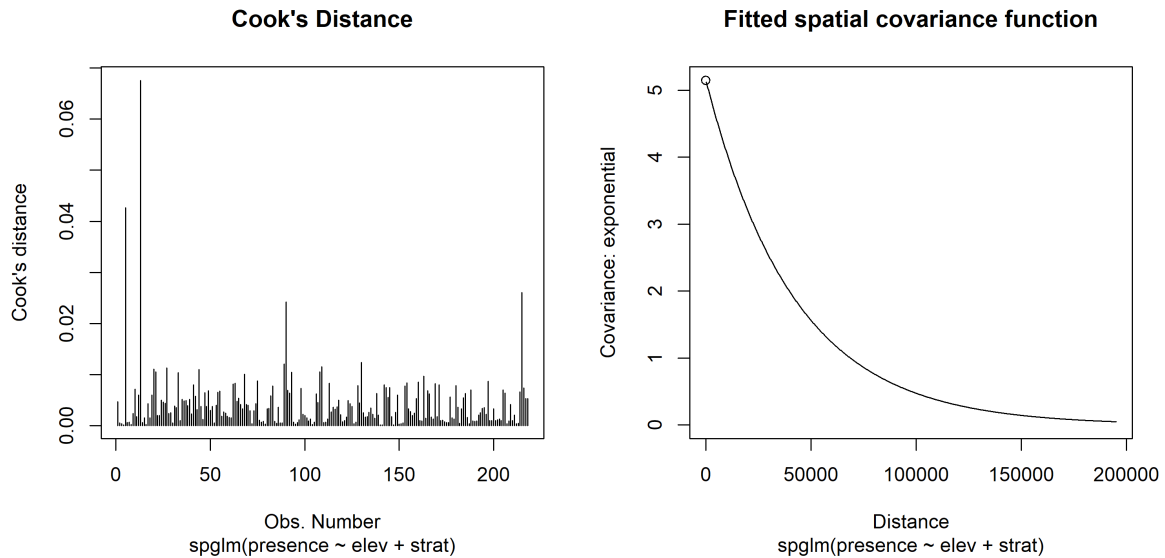 Cook's Distance
Cook's distance
0.06
0.04
0.02
0.00
0 50 100 150 200
Obs. Number
spglm(presence ~ elev + strat)
Fitted spatial covariance function
Covariance: exponential
5
4
3
2
1
0
0 50000 100000 150000 200000
Distance
spglm(presence ~ elev + strat)